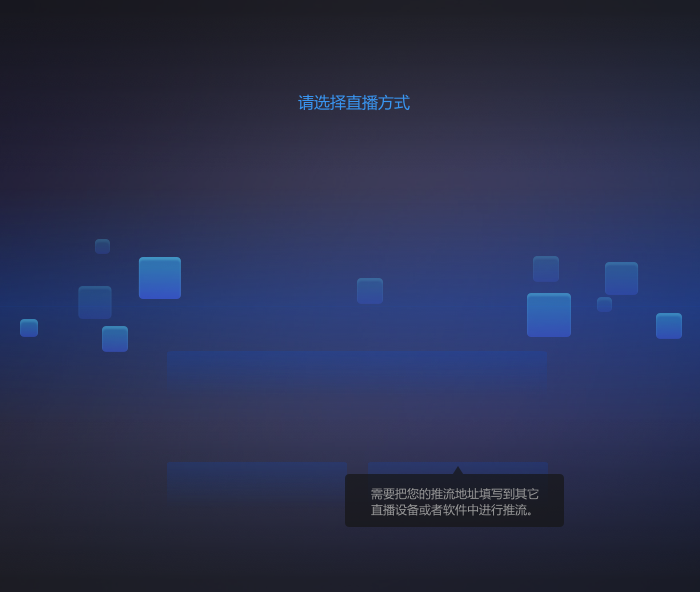 请选择直播方式
需要把您的推流地址填写到其它
直播设备或者软件中进行推流。